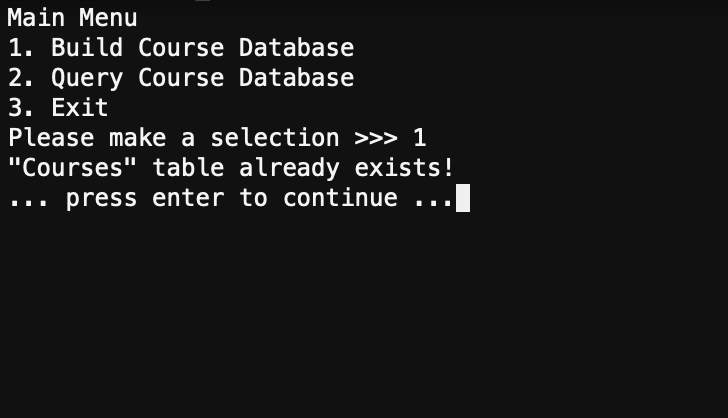 Main Menu
1. Build Course Database
2. Query Course Database
3. Exit
Please make a selection >>> 1
"Courses" table already exists!
... press enter to continue ...